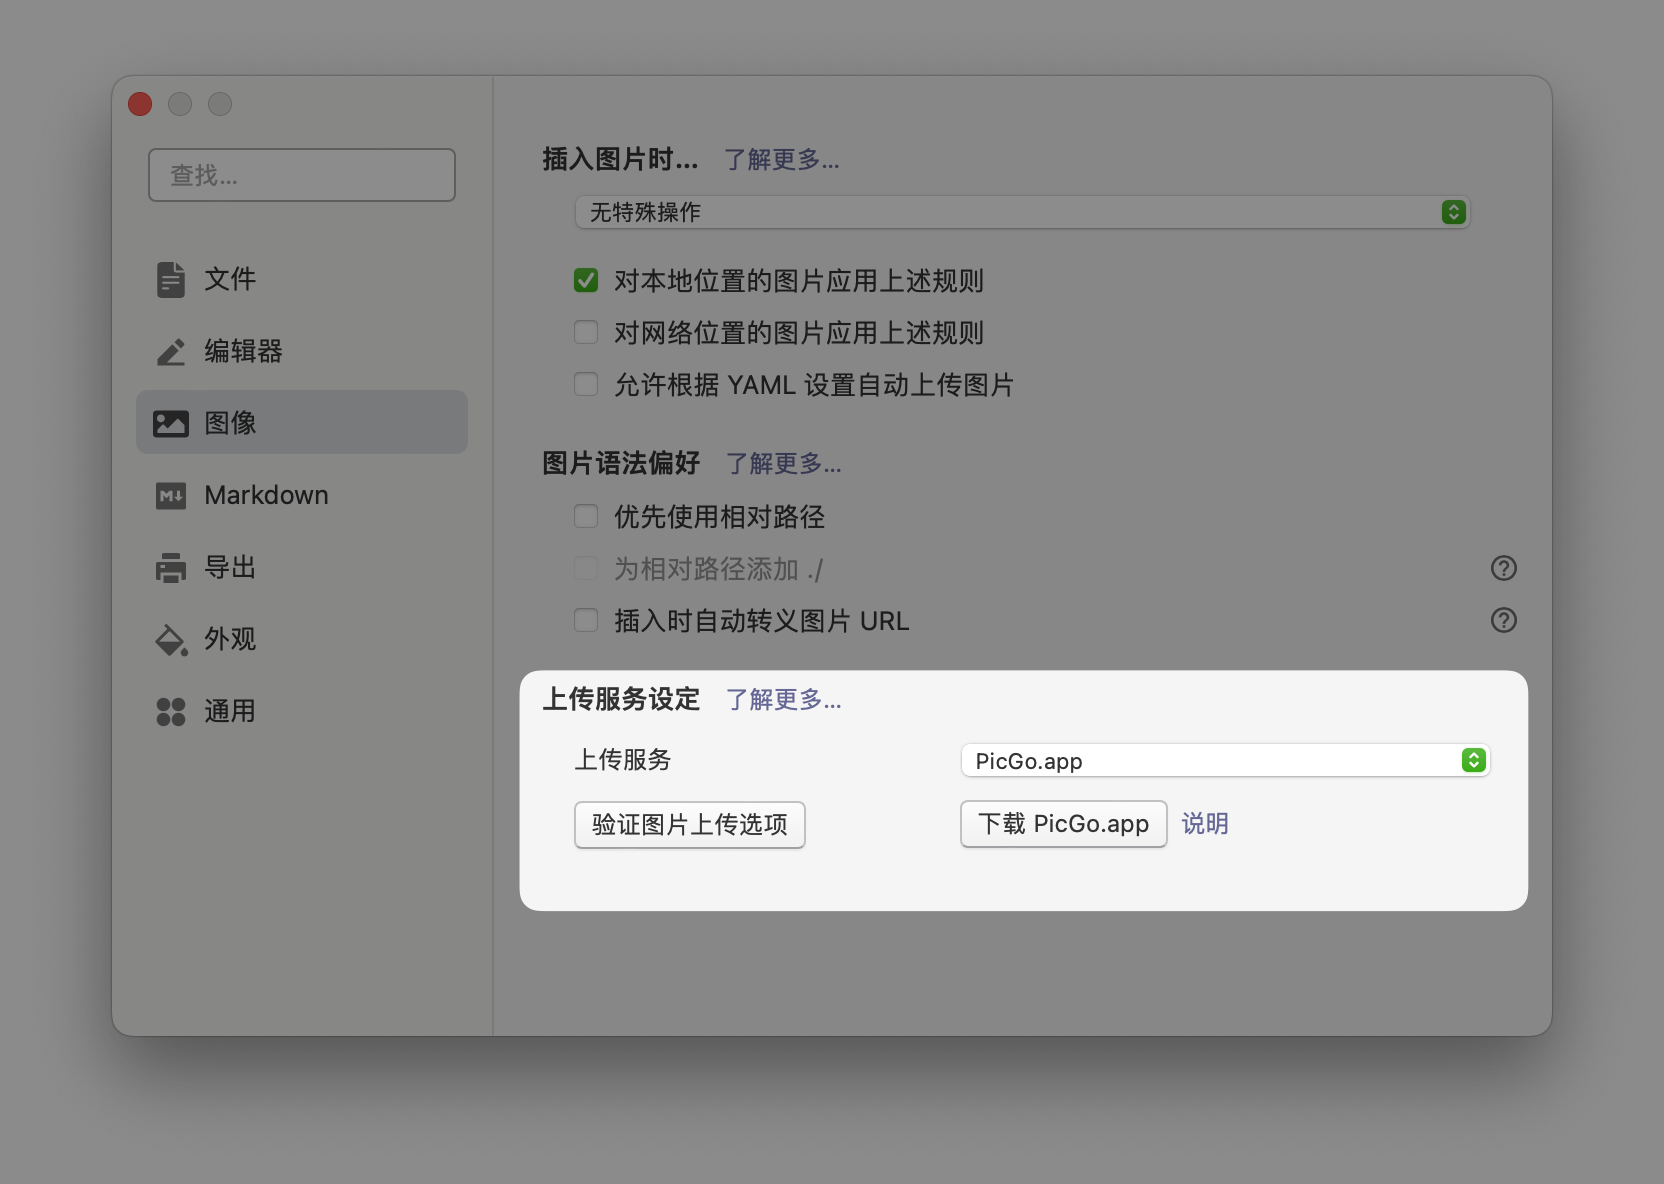 查找...
文件
编辑器
图像
Markdown
导出
外观
通用
插入图片时... 了解更多...
无特殊操作
对本地位置的图片应用上述规则
对网络位置的图片应用上述规则
允许根据 YAML 设置自动上传图片
图片语法偏好 了解更多...
优先使用相对路径
为相对路径添加 ./
插入时自动转义图片 URL
上传服务设定 了解更多...
上传服务 PicGo.app
验证图片上传选项 下载 PicGo.app 说明